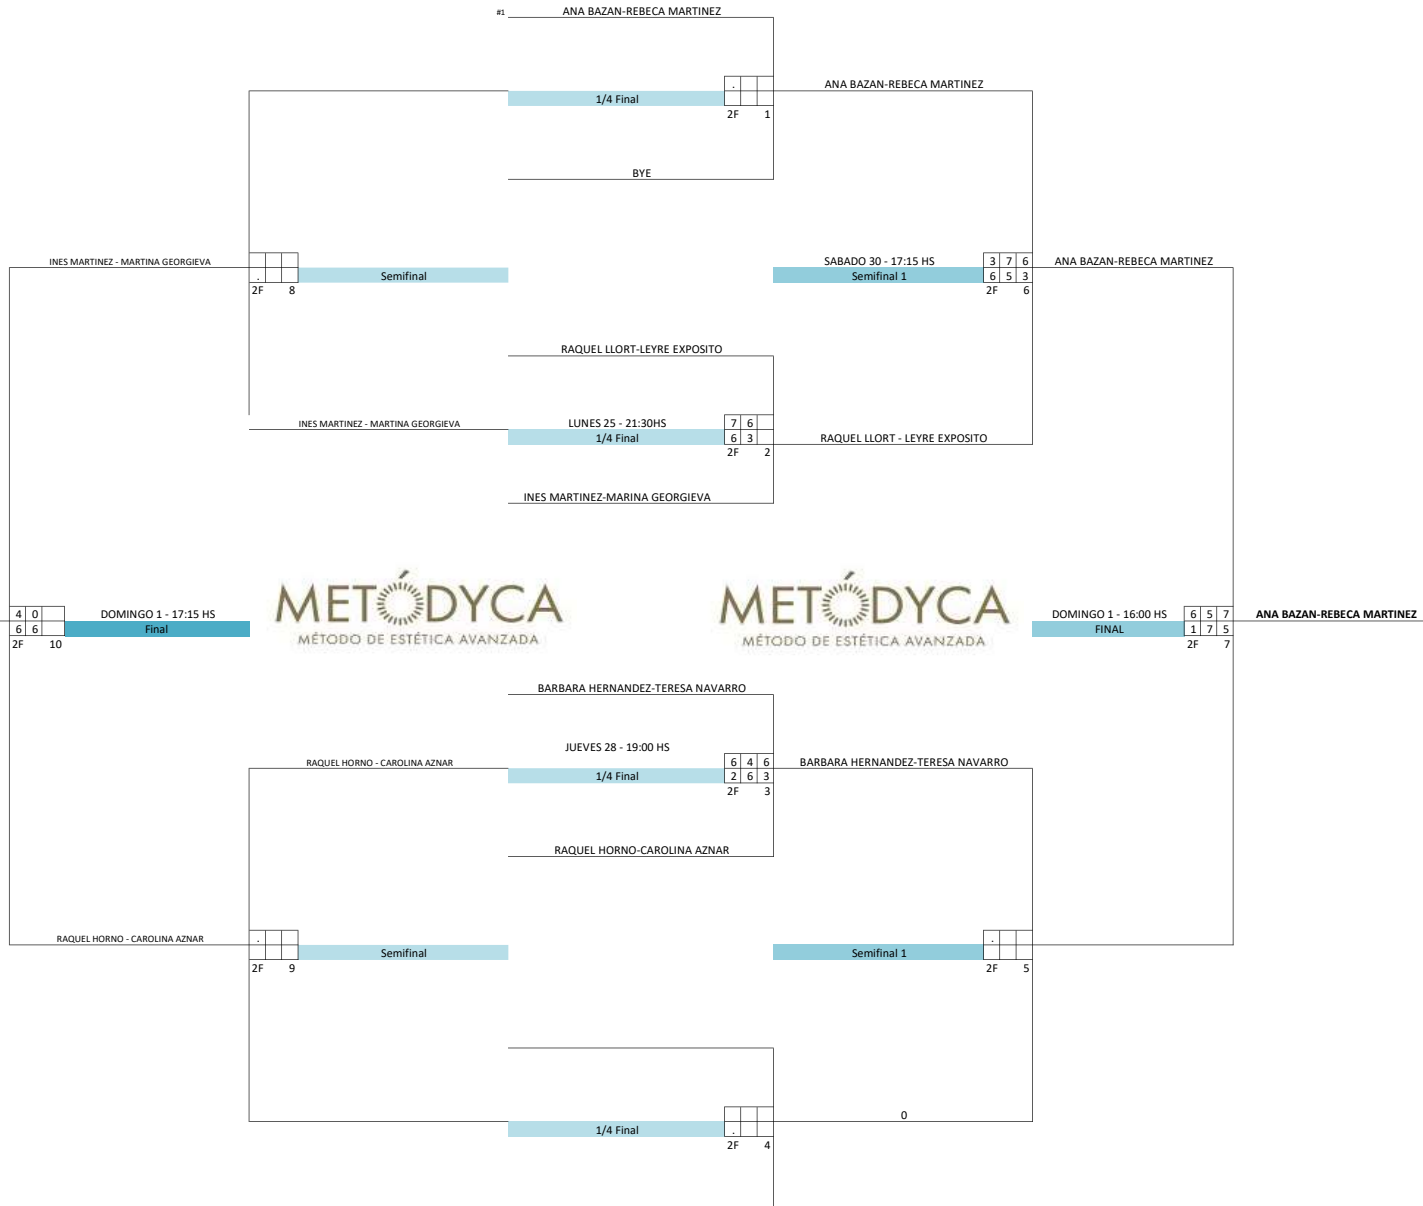 #1 ANA BAZAN-REBECA MARTINEZ
. ANA BAZAN-REBECA MARTINEZ
1/4 Final
2F 1
BYE
INES MARTINEZ - MARTINA GEORGIEVA SABADO 30 - 17:15 HS 3 7 6 ANA BAZAN-REBECA MARTINEZ
. Semifinal Semifinal 1 6 5 3
2F 8 2F 6
RAQUEL LLORT-LEYRE EXPOSITO
INES MARTINEZ - MARTINA GEORGIEVA LUNES 25 - 21:30HS 7 6
1/4 Final 6 3 RAQUEL LLORT - LEYRE EXPOSITO
2F 2
INES MARTINEZ-MARINA GEORGIEVA
METÓDYCA METÓDYCA
MÉTODO DE ESTÉTICA AVANZADA MÉTODO DE ESTÉTICA AVANZADA
4 0 DOMINGO 1 - 17:15 HS DOMINGO 1 - 16:00 HS 6 5 7 ANA BAZAN-REBECA MARTINEZ
6 6 Final FINAL 1 7 5
2F 10 2F 7
BARBARA HERNANDEZ-TERESA NAVARRO
JUEVES 28 - 19:00 HS
RAQUEL HORNO - CAROLINA AZNAR 6 4 6 BARBARA HERNANDEZ-TERESA NAVARRO
1/4 Final 2 6 3
2F 3
RAQUEL HORNO-CAROLINA AZNAR
RAQUEL HORNO - CAROLINA AZNAR . .
Semifinal Semifinal 1
2F 9 2F 5
0
1/4 Final .
2F 4